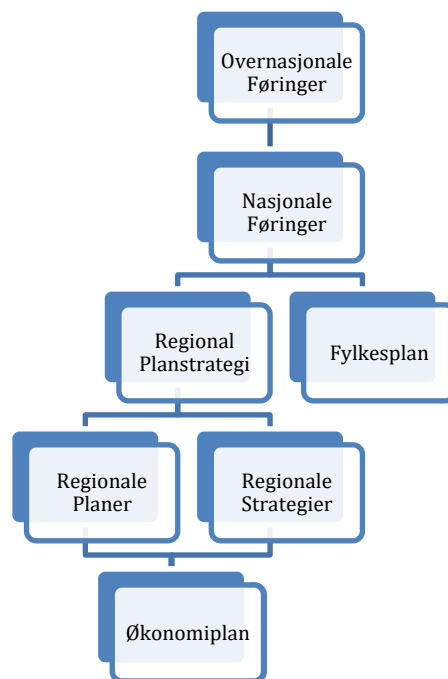 Overnasjonale
Føringer
Nasjonale
Føringer
Regional
Planstrategi
Fylkesplan
Regionale
Planer
Regionale
Strategier
Økonomiplan